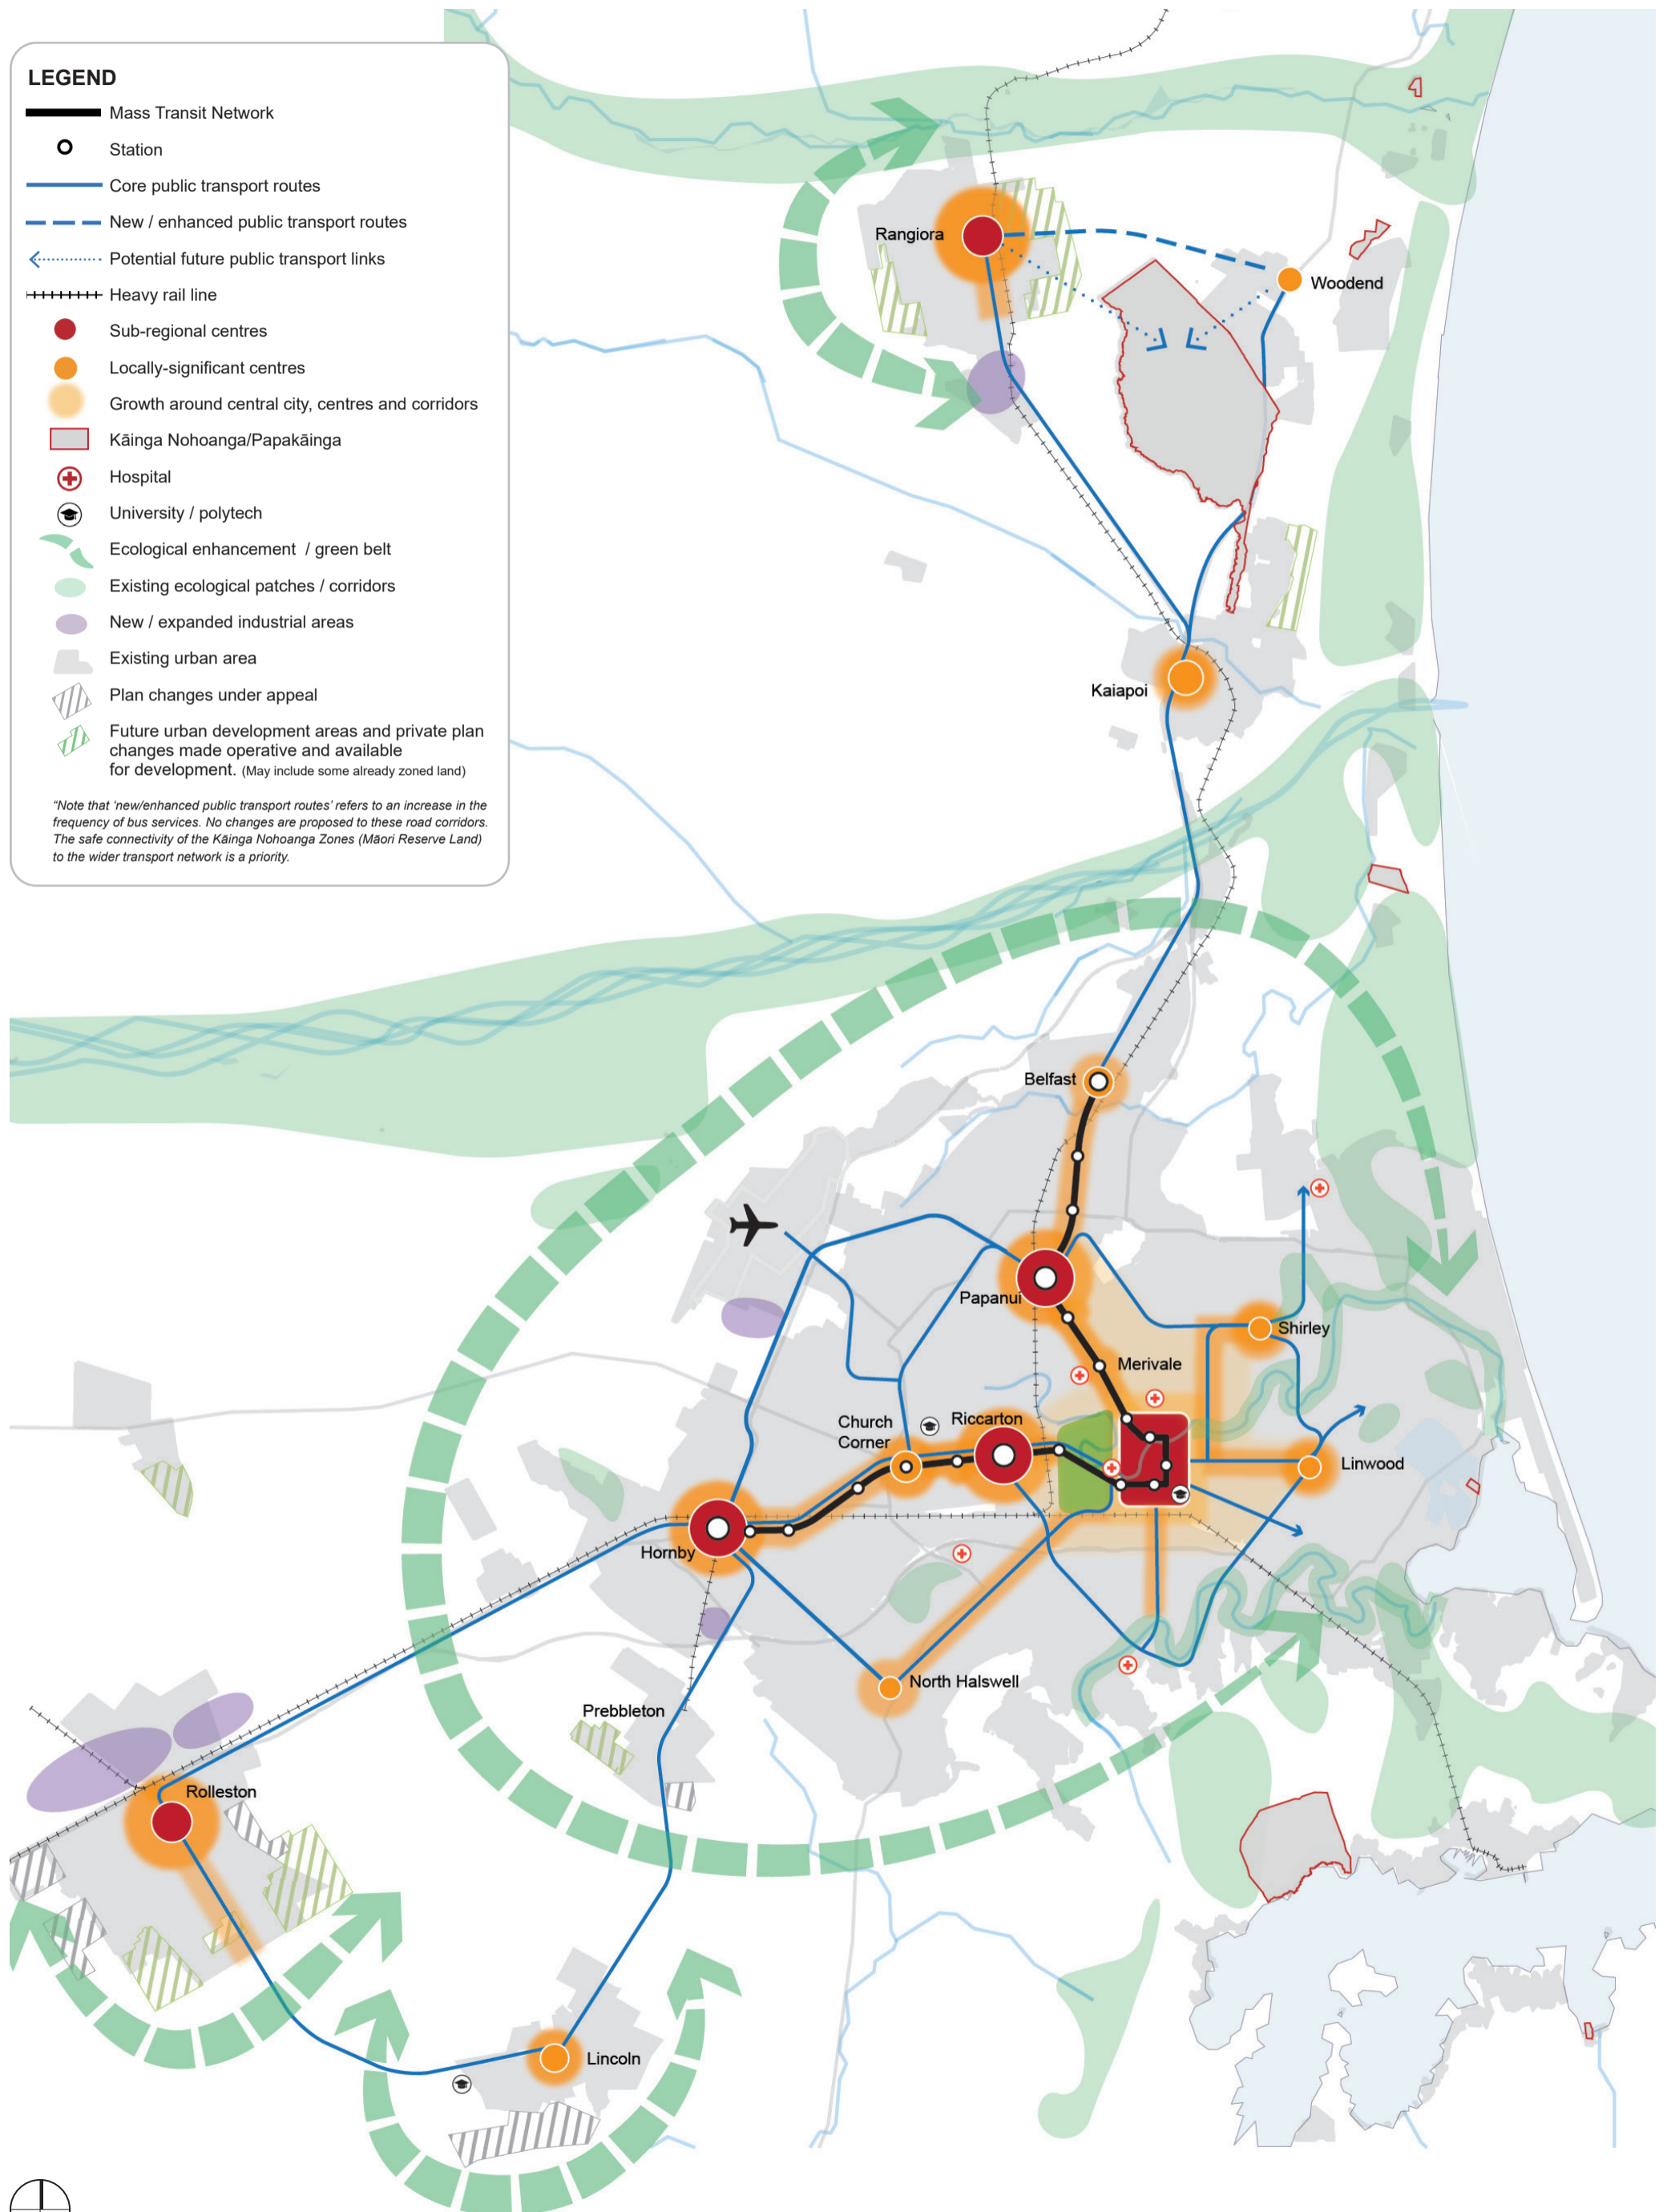 LEGEND
Mass Transit Network
Station
Core public transport routes
New / enhanced public transport routes
Potential future public transport links
Heavy rail line
Sub-regional centres
Locally-significant centres
Growth around central city, centres and corridors
Kāinga Nohoanga/Papakāinga
Hospital
University / polytech
Ecological enhancement / green belt
Existing ecological patches / corridors
New / expanded industrial areas
Existing urban area
Plan changes under appeal
Future urban development areas and private plan
changes made operative and available
for development. (May include some already zoned land)
“Note that ‘new/enhanced public transport routes’ refers to an increase in the
frequency of bus services. No changes are proposed to these road corridors.
The safe connectivity of the Kāinga Nohoanga Zones (Māori Reserve Land)
to the wider transport network is a priority.
Rangiora
Woodend
Kaiapoi
Belfast
Papanui
Shirley
Merivale
Church
Corner
Riccarton
Linwood
Hornby
North Halswell
Prebbleton
Rolleston
Lincoln